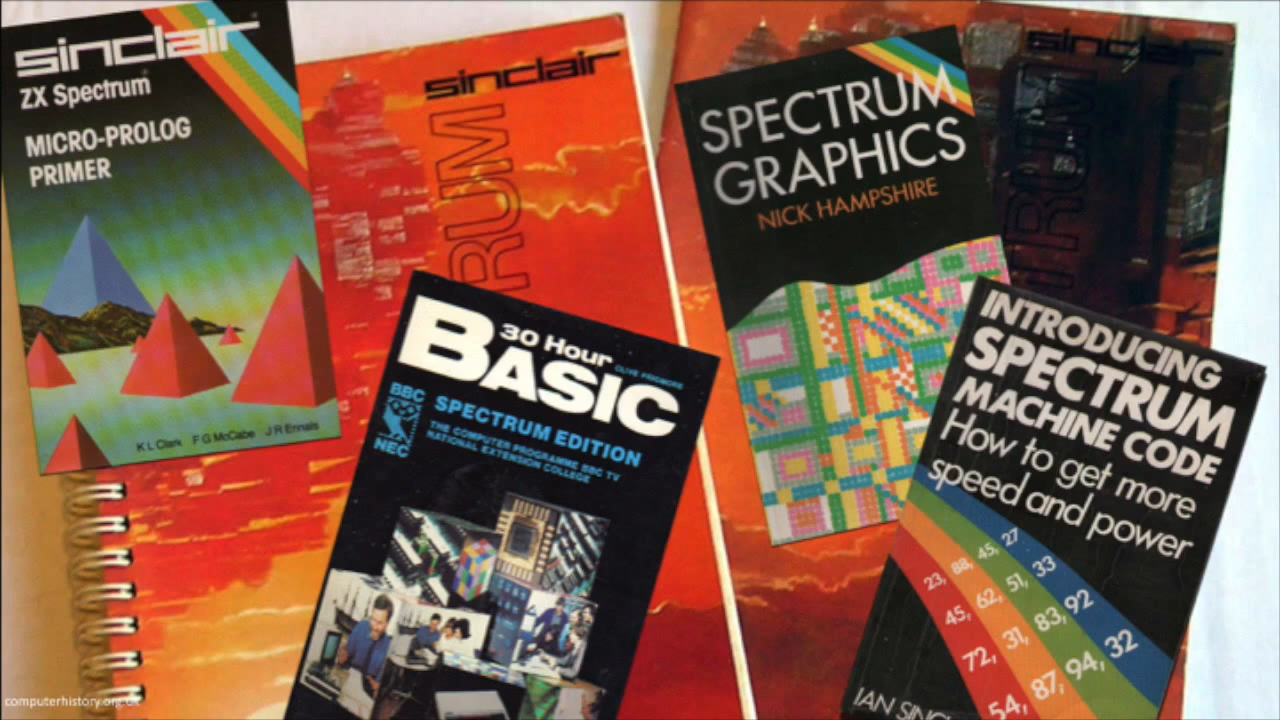 sinclair
ZX Spectrum
MICRO-PROLOG
PRIMER
K L Clark F G McCabe J R Ennals
sinclair
RUM
30 Hour
BASIC
CLIVE PRIGMORE
BBC
NEC
SPECTRUM EDITION
THE COMPUTER PROGRAMME BBC TV
NATIONAL EXTENSION COLLEGE
SPECTRUM
GRAPHICS
NICK HAMPSHIRE
sinclair
TRUM
INTRODUCING
SPECTRUM
MACHINE CODE
How to get more
speed and power
23, 88, 45, 27
45, 62, 51, 33
72, 31, 83, 92
54, 87, 94, 32
IAN SINC
computerhistory.org.uk